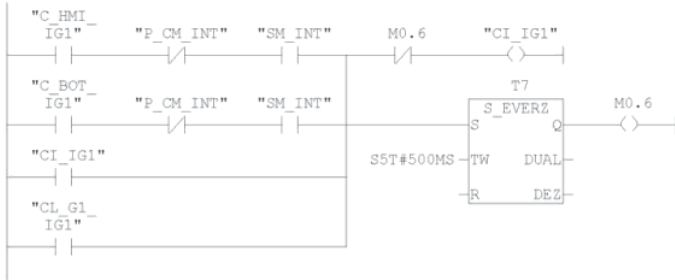 "C_HMI_
IG1" "P_CM_INT" "SM_INT" M0.6 "CI_IG1"
"C_BOT_
IG1" "P_CM_INT" "SM_INT" T7 M0.6
S_EVERZ
S Q
"CI_IG1" S5T#500MS TW DUAL
R DEZ
"CL_G1_
IG1"